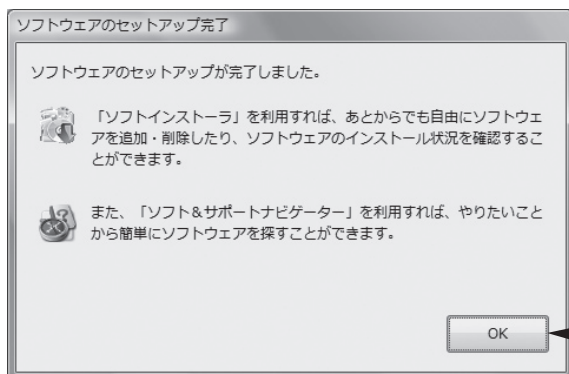 ソフトウェアのセットアップ完了
ソフトウェアのセットアップが完了しました。
「ソフトインストーラ」を利用すれば、あとからでも自由にソフトウェ
アを追加・削除したり、ソフトウェアのインストール状況を確認するこ
とができます。
また、「ソフト&サポートナビゲーター」を利用すれば、やりたいこと
から簡単にソフトウェアを探すことができます。
OK